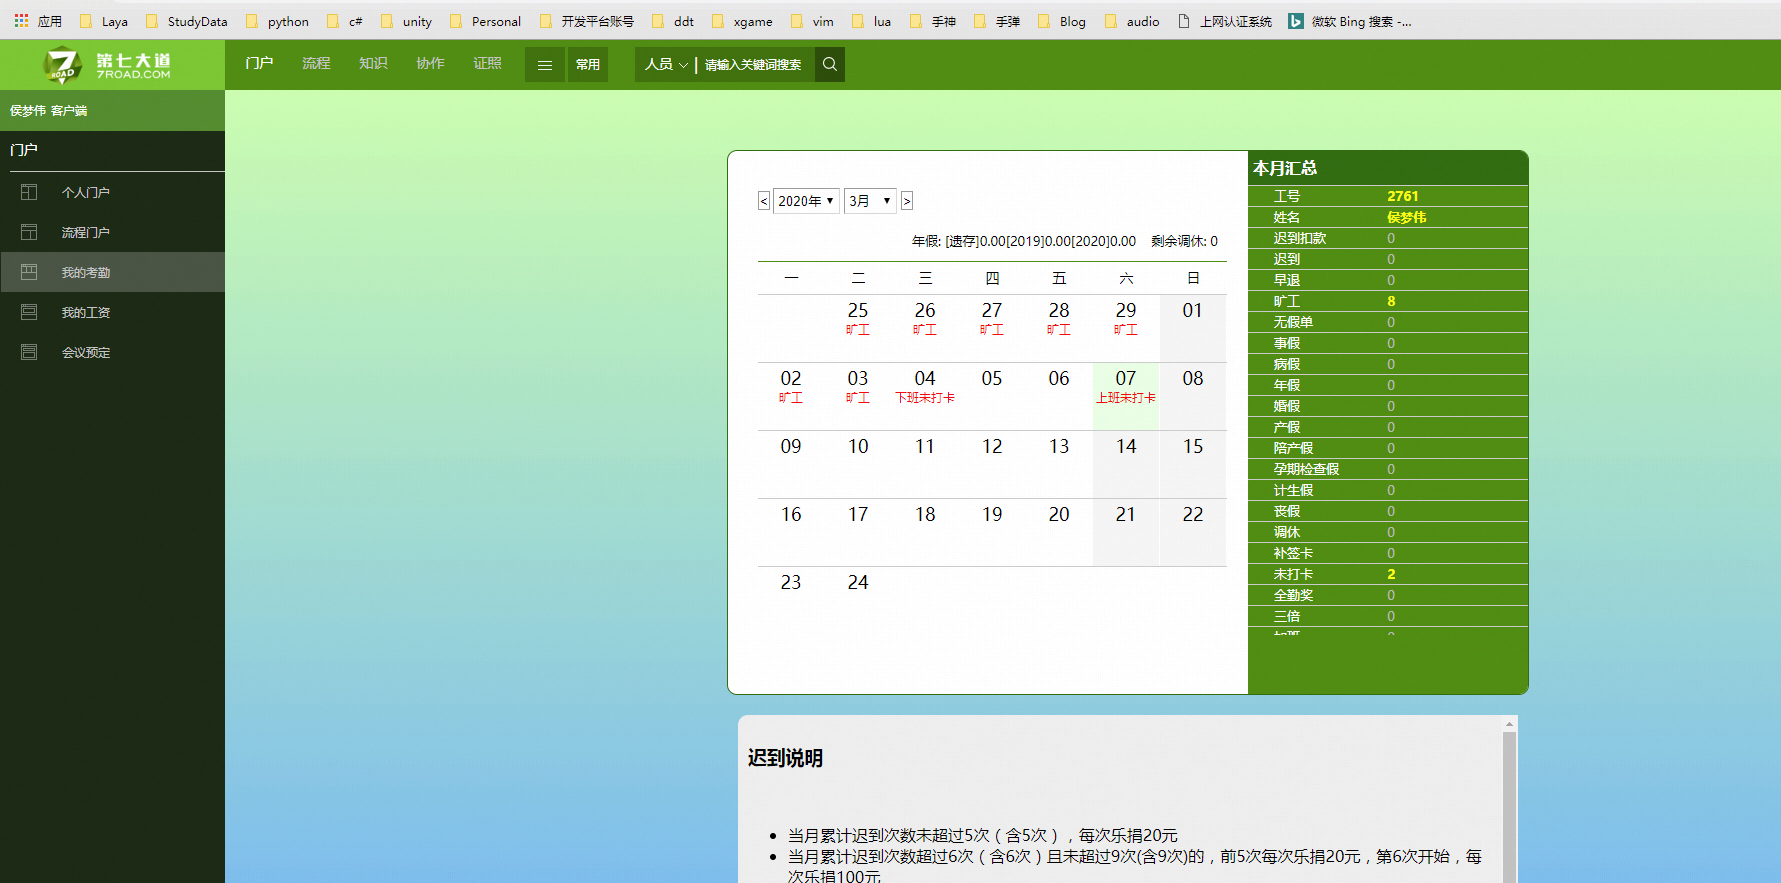 应用 Laya StudyData python c# unity Personal 开发平台账号 ddt xgame vim lua 手神 手弹 Blog audio 上网认证系统 微软 Bing 搜索 -...
7 ROAD 第七大道 7ROAD.COM
门户 流程 知识 协作 证照 常用 人员 请输入关键词搜索
侯梦伟 客户端
门户
个人门户
流程门户
我的考勤
我的工资
会议预定
< 2020年 3月 >
年假: [遗存]0.00[2019]0.00[2020]0.00 剩余调休: 0
一 二 三 四 五 六 日
25 26 27 28 29 01
旷工 旷工 旷工 旷工 旷工
02 03 04 05 06 07 08
旷工 旷工 下班未打卡 上班未打卡
09 10 11 12 13 14 15
16 17 18 19 20 21 22
23 24
本月汇总
工号 2761
姓名 侯梦伟
迟到扣款 0
迟到 0
早退 0
旷工 8
无假单 0
事假 0
病假 0
年假 0
婚假 0
产假 0
陪产假 0
孕期检查假 0
计生假 0
丧假 0
调休 0
补签卡 0
未打卡 2
全勤奖 0
三倍 0
迟到说明
当月累计迟到次数未超过5次（含5次），每次乐捐20元
当月累计迟到次数超过6次（含6次）且未超过9次(含9次)的，前5次每次乐捐20元，第6次开始，每
次乐捐100元